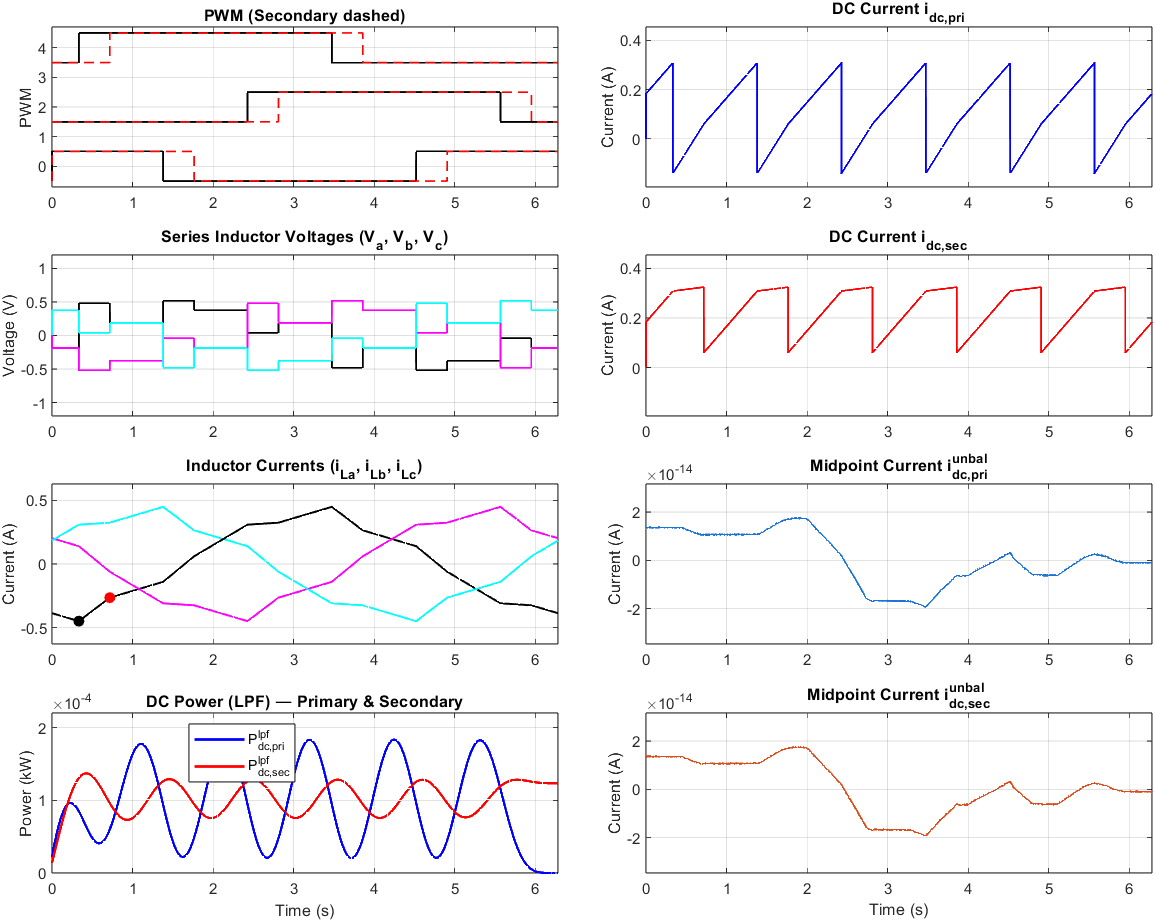 PWM (Secondary dashed)
PWM
4
3
2
1
0
0 1 2 3 4 5 6
DC Current i_dc,pri
Current (A)
0.4
0.2
0
0 1 2 3 4 5 6
Series Inductor Voltages (V_a, V_b, V_c)
Voltage (V)
1
0.5
0
-0.5
-1
0 1 2 3 4 5 6
DC Current i_dc,sec
Current (A)
0.4
0.2
0
0 1 2 3 4 5 6
Inductor Currents (i_La, i_Lb, i_Lc)
Current (A)
0.5
0
-0.5
0 1 2 3 4 5 6
Midpoint Current i_dc,pri^unbal
×10^-14
Current (A)
2
0
-2
0 1 2 3 4 5 6
DC Power (LPF) — Primary & Secondary
×10^-4
Power (kW)
2
1
0
P_dc,pri^lpf
P_dc,sec^lpf
0 1 2 3 4 5 6
Time (s)
Midpoint Current i_dc,sec^unbal
×10^-14
Current (A)
2
0
-2
0 1 2 3 4 5 6
Time (s)